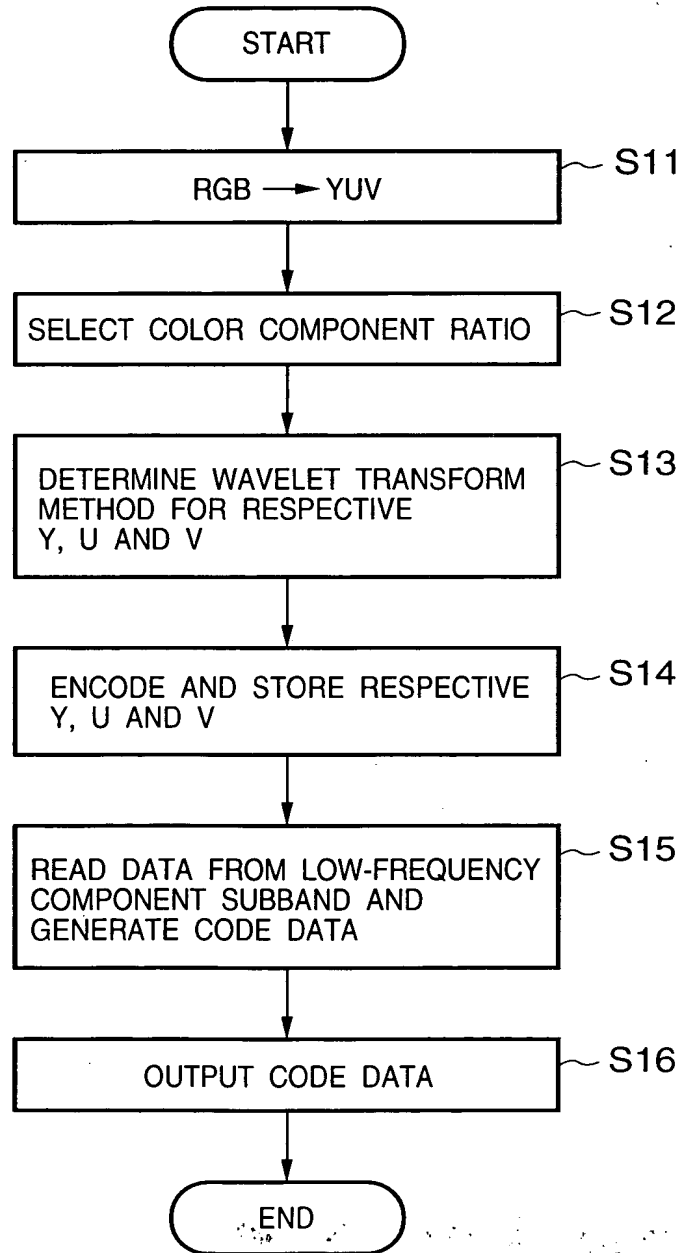 START
RGB → YUV
S11
SELECT COLOR COMPONENT RATIO
S12
DETERMINE WAVELET TRANSFORM
METHOD FOR RESPECTIVE
Y, U AND V
S13
ENCODE AND STORE RESPECTIVE
Y, U AND V
S14
READ DATA FROM LOW-FREQUENCY
COMPONENT SUBBAND AND
GENERATE CODE DATA
S15
OUTPUT CODE DATA
S16
END